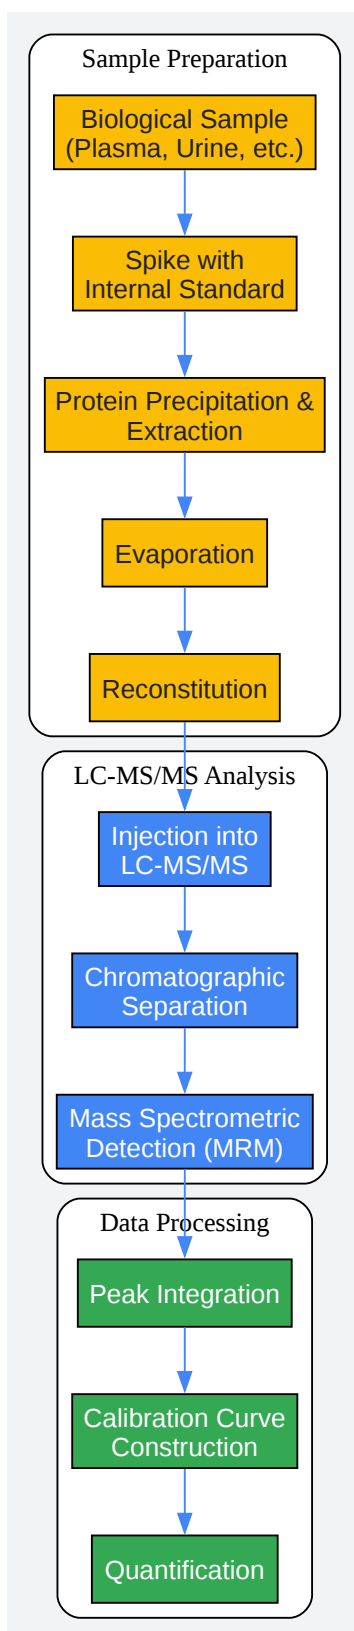 Sample Preparation
Biological Sample
(Plasma, Urine, etc.)
Spike with
Internal Standard
Protein Precipitation &
Extraction
Evaporation
Reconstitution
LC-MS/MS Analysis
Injection into
LC-MS/MS
Chromatographic
Separation
Mass Spectrometric
Detection (MRM)
Data Processing
Peak Integration
Calibration Curve
Construction
Quantification